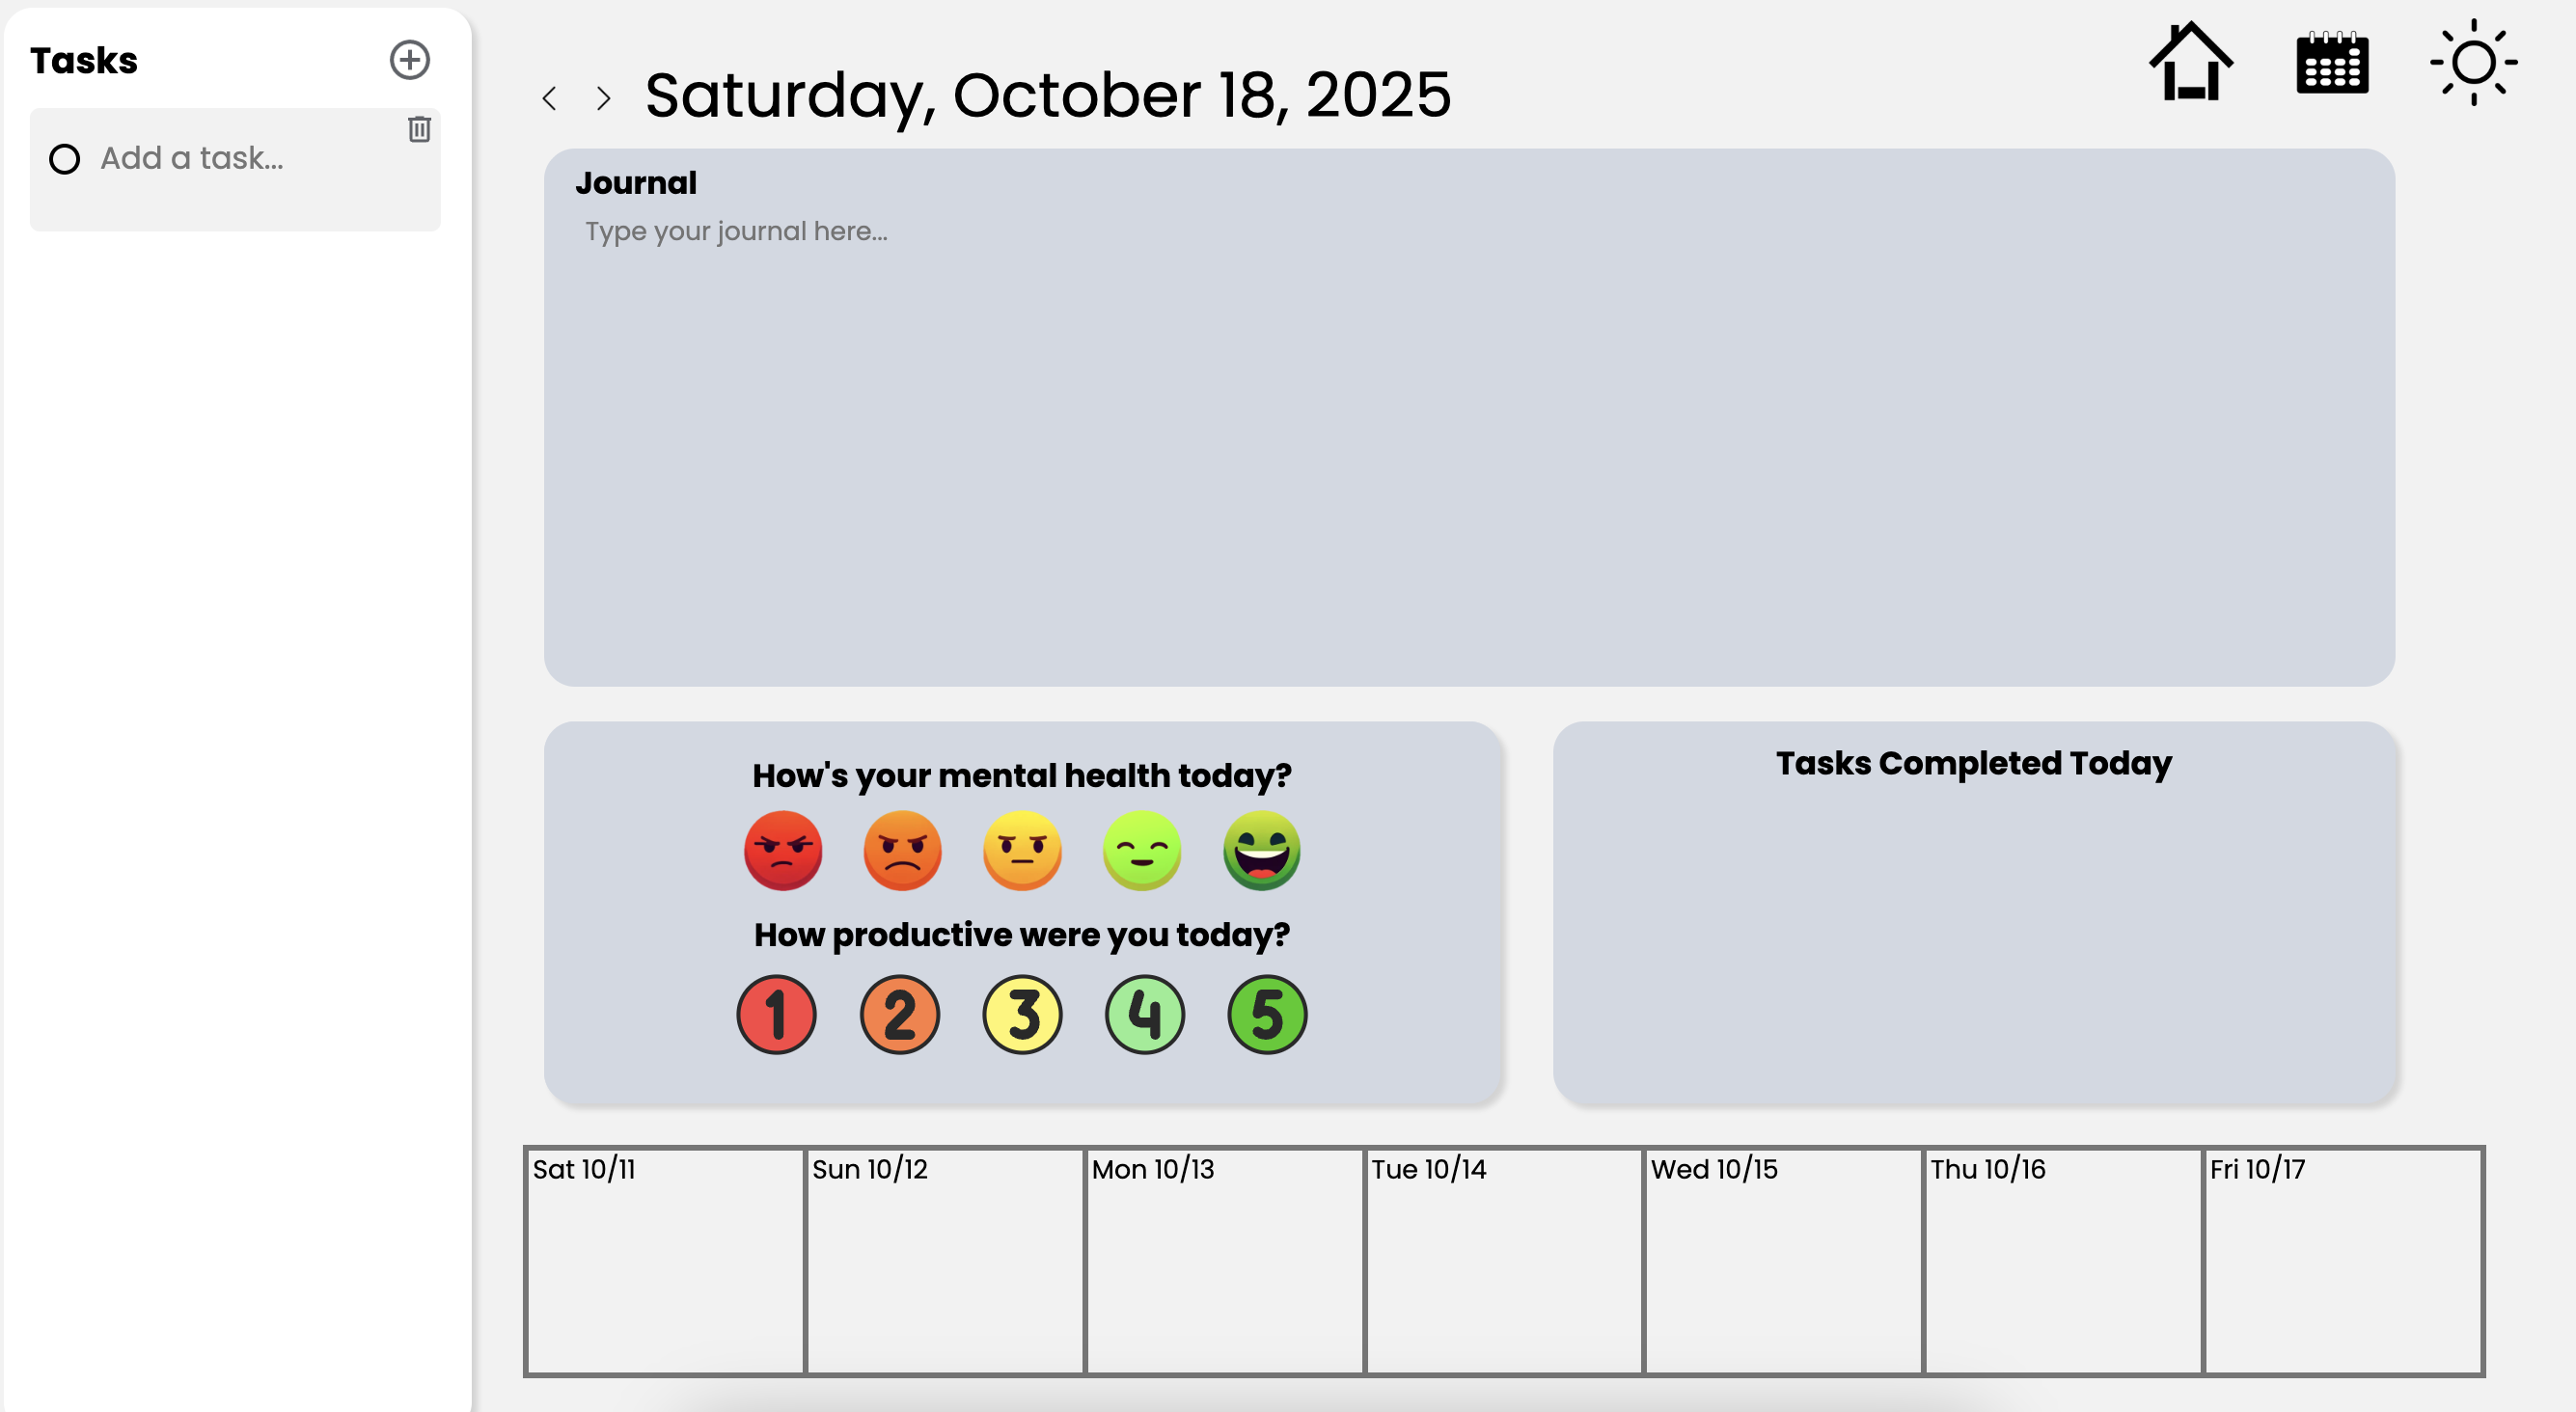 Tasks
Add a task...
Saturday, October 18, 2025
Journal
Type your journal here...
How's your mental health today?
How productive were you today?
1 2 3 4 5
Tasks Completed Today
Sat 10/11 Sun 10/12 Mon 10/13 Tue 10/14 Wed 10/15 Thu 10/16 Fri 10/17